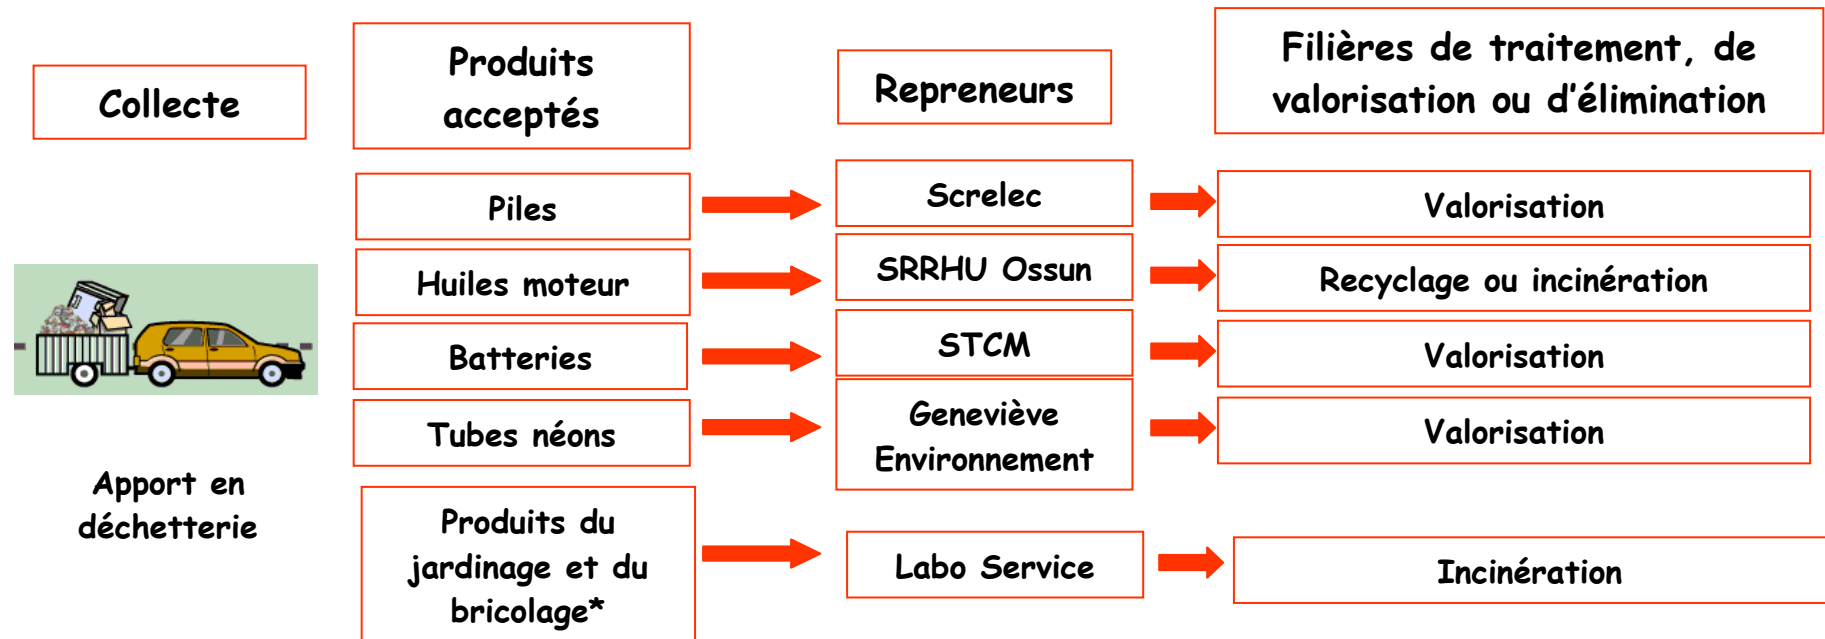 Collecte
Produits
acceptés
Repreneurs
Filières de traitement, de
valorisation ou d'élimination
Piles
Screlec
Valorisation
Huiles moteur
SRRHU Ossun
Recyclage ou incinération
Batteries
STCM
Valorisation
Tubes néons
Geneviève
Environnement
Valorisation
Apport en
déchetterie
Produits du
jardinage et du
bricolage*
Labo Service
Incinération